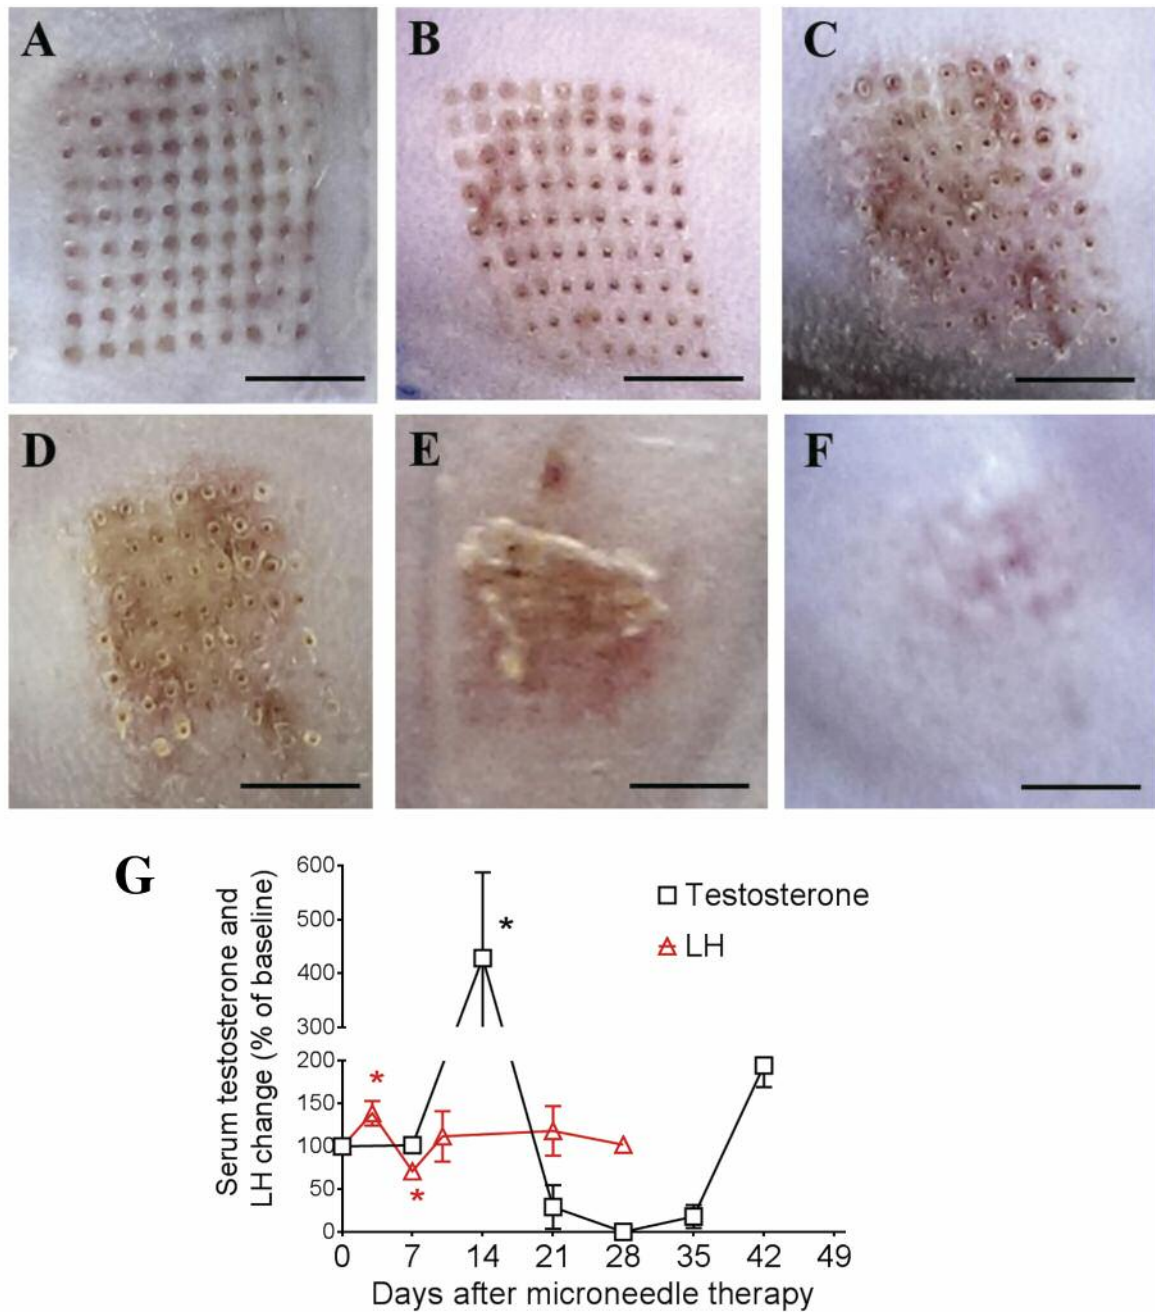 A
B
C
D
E
F
G
Serum testosterone and
LH change (% of baseline)
600
500
400
300
200
150
100
50
0
*
*
*
Testosterone
LH
0 7 14 21 28 35 42 49
Days after microneedle therapy